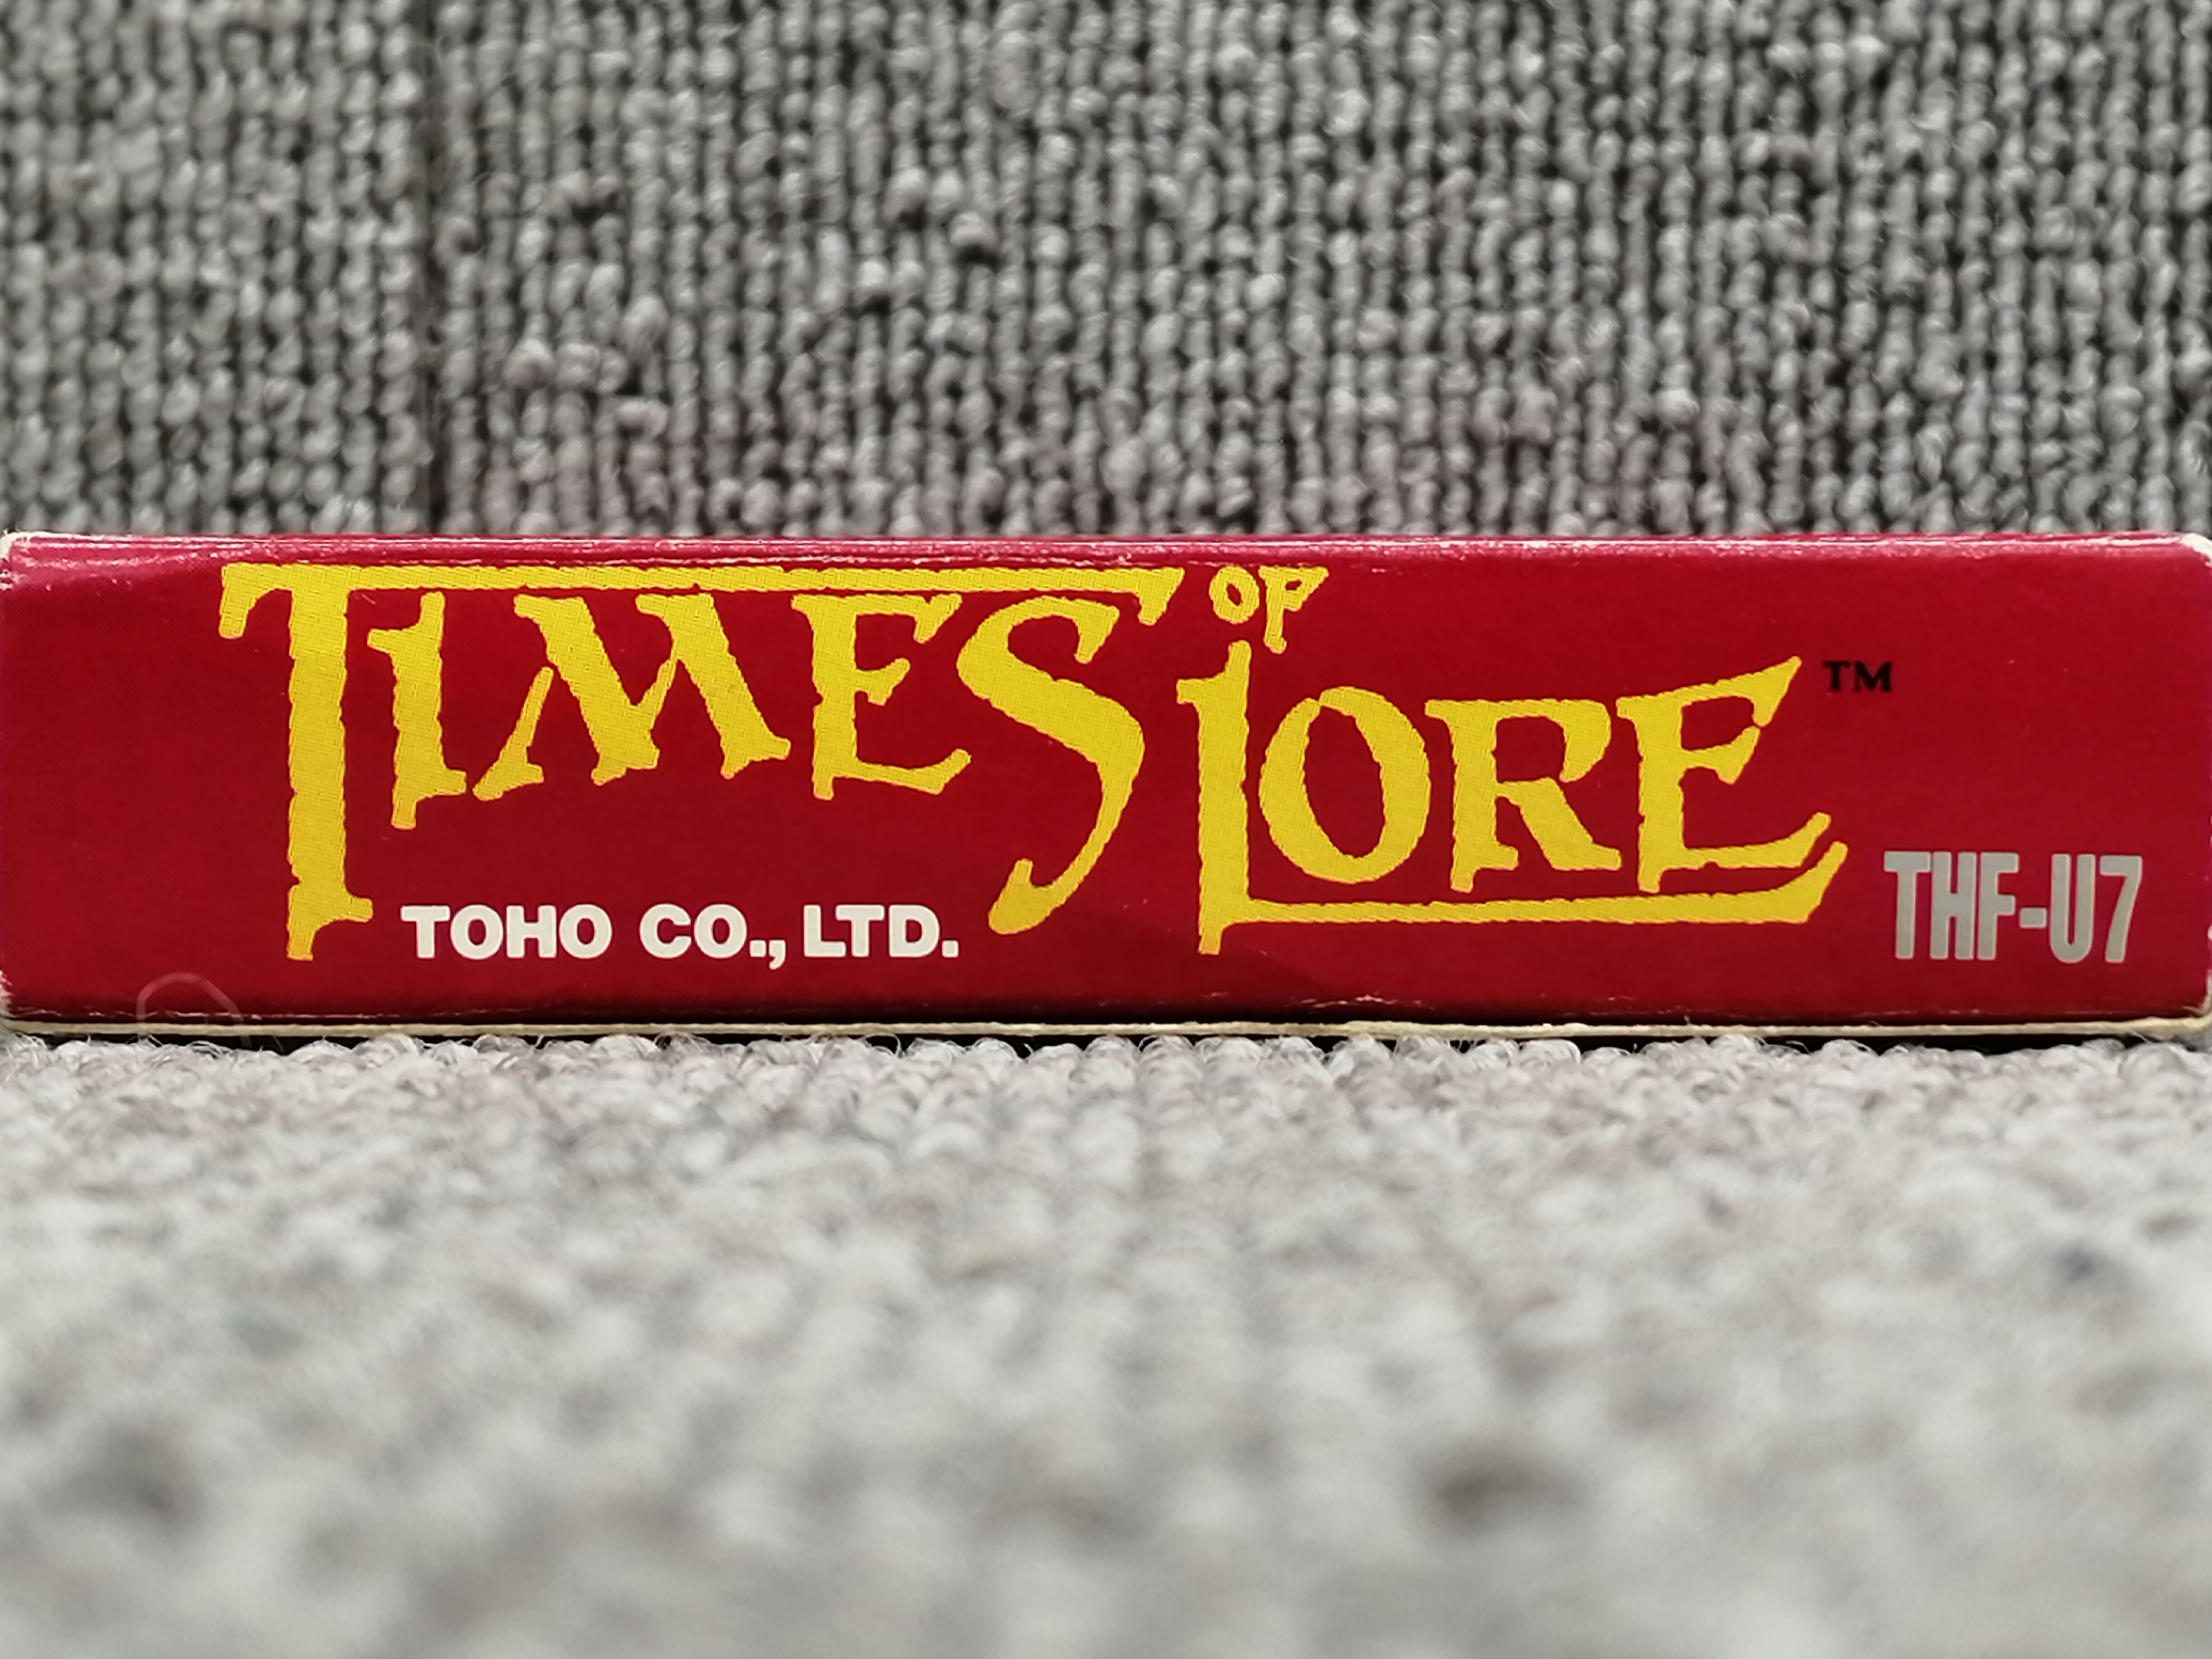 TIMES OF LORE™
TOHO CO., LTD.
THF-U7